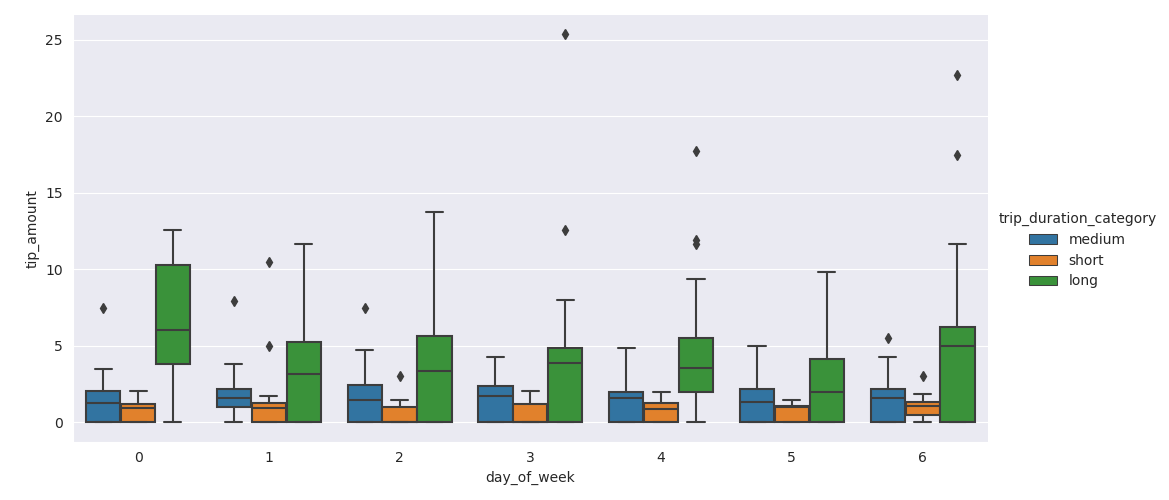 25
20
15
10
5
0
tip_amount
0 1 2 3 4 5 6
day_of_week
trip_duration_category
medium
short
long